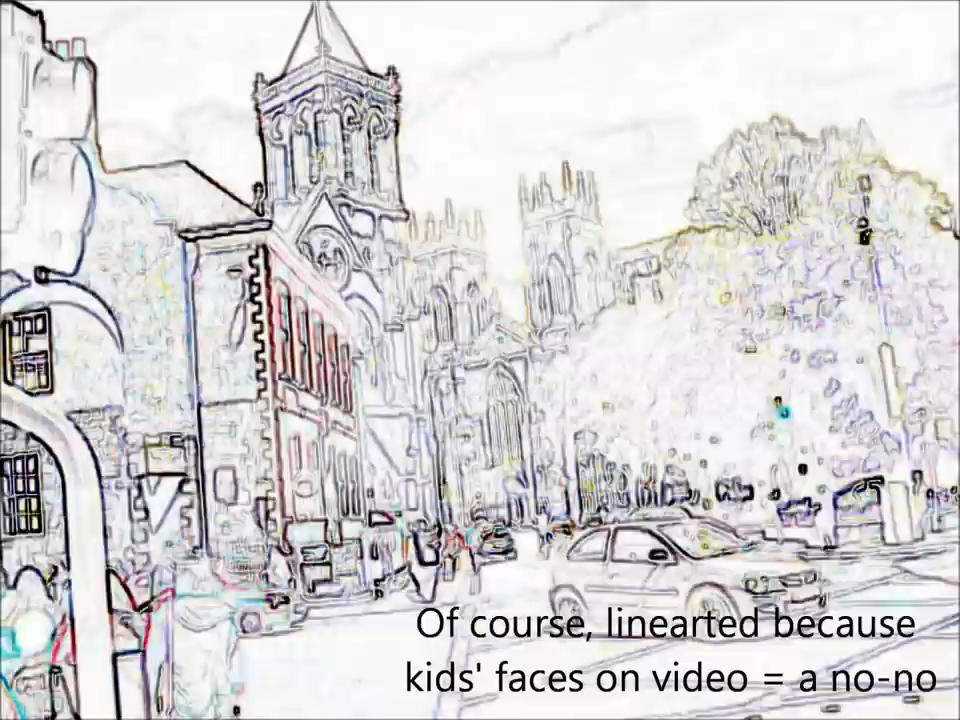 Of course, linearted because
kids' faces on video = a no-no